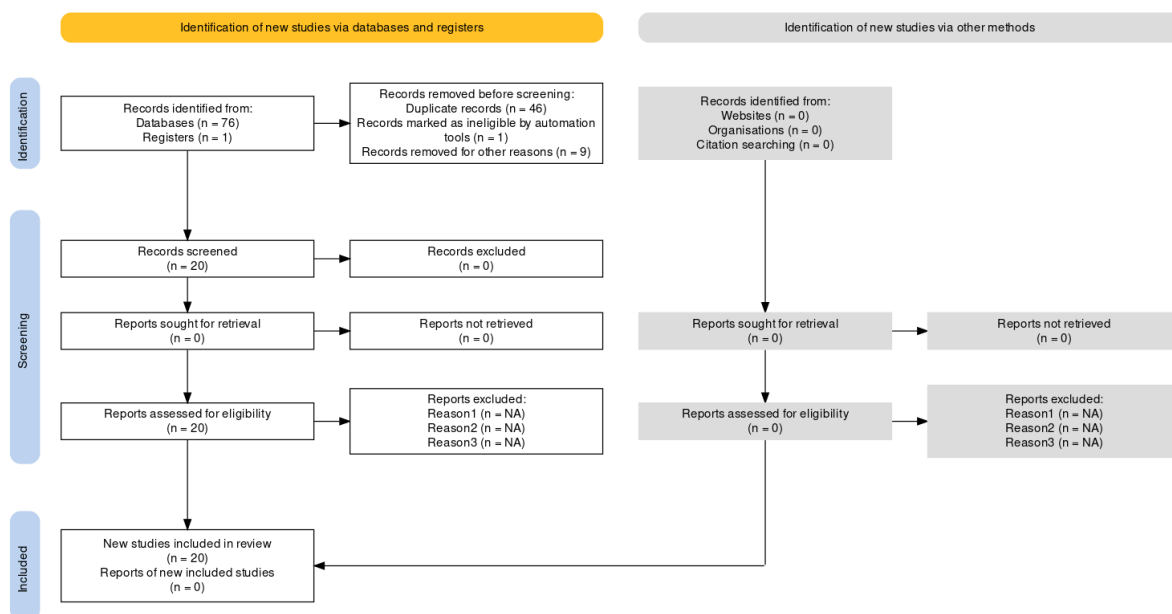 Identification of new studies via databases and registers
Identification of new studies via other methods
Identification
Records identified from:
Databases (n = 76)
Registers (n = 1)
Records removed before screening:
Duplicate records (n = 46)
Records marked as ineligible by automation
tools (n = 1)
Records removed for other reasons (n = 9)
Records identified from:
Websites (n = 0)
Organisations (n = 0)
Citation searching (n = 0)
Screening
Records screened
(n = 20)
Records excluded
(n = 0)
Reports sought for retrieval
(n = 0)
Reports not retrieved
(n = 0)
Reports sought for retrieval
(n = 0)
Reports not retrieved
(n = 0)
Reports assessed for eligibility
(n = 20)
Reports excluded:
Reason1 (n = NA)
Reason2 (n = NA)
Reason3 (n = NA)
Reports assessed for eligibility
(n = 0)
Reports excluded:
Reason1 (n = NA)
Reason2 (n = NA)
Reason3 (n = NA)
Included
New studies included in review
(n = 20)
Reports of new included studies
(n = 0)